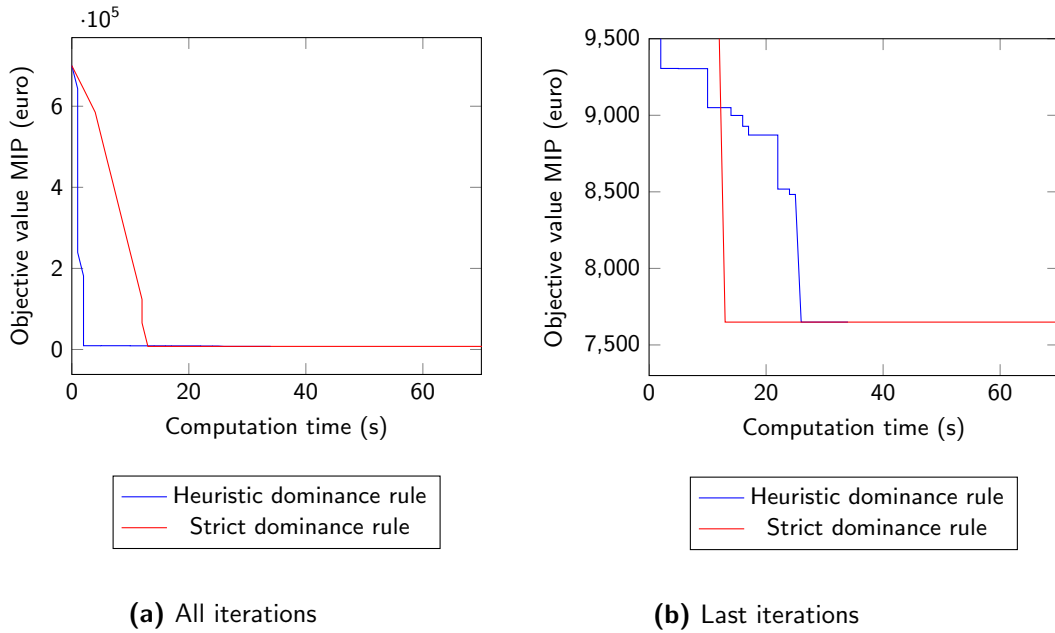 ·10⁵
6
4
2
0
0 20 40 60
Objective value MIP (euro)
Computation time (s)
Heuristic dominance rule
Strict dominance rule
(a) All iterations
9,500
9,000
8,500
8,000
7,500
0 20 40 60
Objective value MIP (euro)
Computation time (s)
Heuristic dominance rule
Strict dominance rule
(b) Last iterations